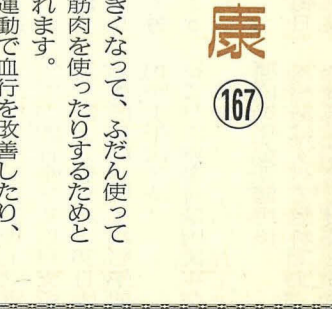 康
167
きくなって、ふだん使って
筋肉を使ったりするためと
れます。
運動で血行を改善したり、